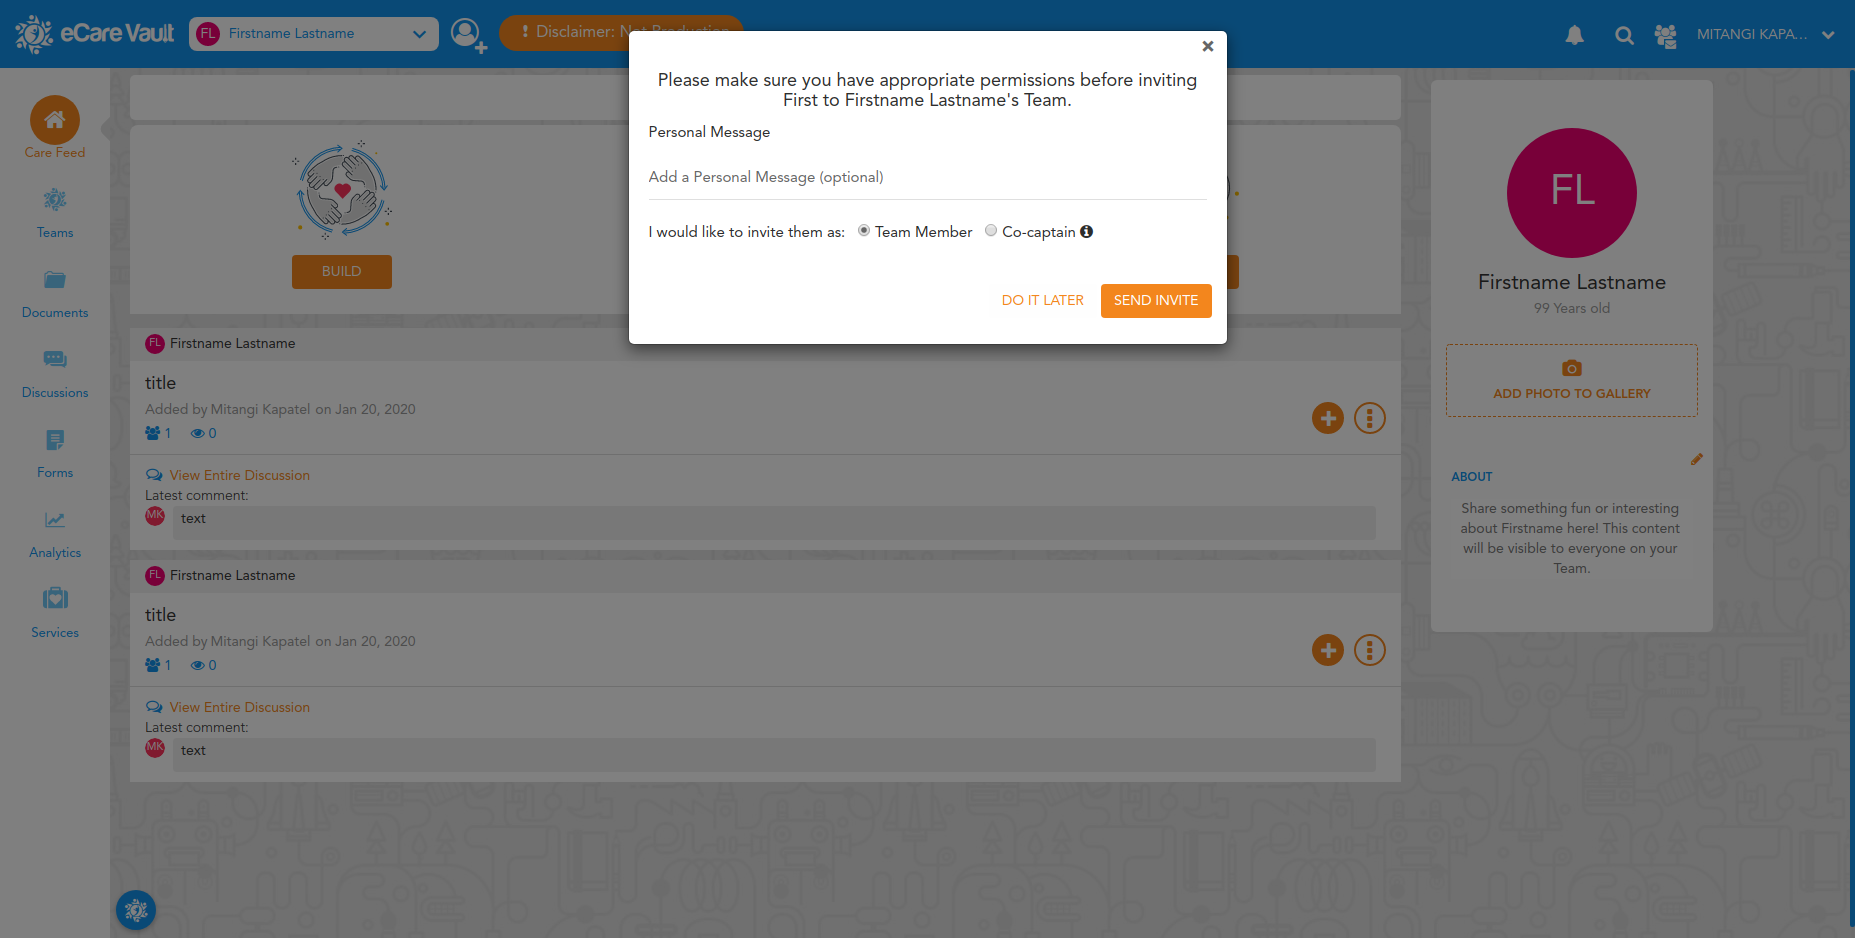 eCare Vault
FL Firstname Lastname
Disclaimer: Not Production
MITANGI KAPA...
Please make sure you have appropriate permissions before inviting
First to Firstname Lastname's Team.
Personal Message
Add a Personal Message (optional)
I would like to invite them as: Team Member Co-captain
DO IT LATER SEND INVITE
Care Feed
Teams
Documents
Discussions
Forms
Analytics
Services
BUILD
FL Firstname Lastname
title
Added by Mitangi Kapatel on Jan 20, 2020
1 0
View Entire Discussion
Latest comment:
MK text
FL Firstname Lastname
title
Added by Mitangi Kapatel on Jan 20, 2020
1 0
View Entire Discussion
Latest comment:
MK text
FL
Firstname Lastname
99 Years old
ADD PHOTO TO GALLERY
ABOUT
Share something fun or interesting
about Firstname here! This content
will be visible to everyone on your
Team.